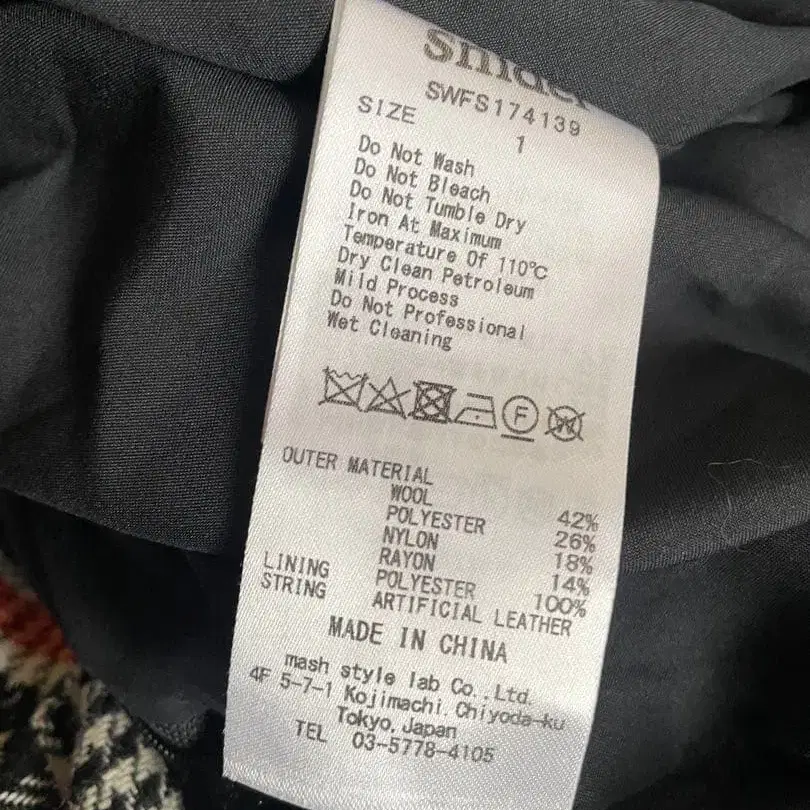 snidel
SWFS174139
SIZE 1
Do Not Wash
Do Not Bleach
Do Not Tumble Dry
Iron At Maximum
Temperature Of 110℃
Dry Clean Petroleum
Mild Process
Do Not Professional
Wet Cleaning
F W
OUTER MATERIAL
WOOL 42%
POLYESTER 26%
NYLON 18%
RAYON 14%
LINING POLYESTER 100%
STRING ARTIFICIAL LEATHER
MADE IN CHINA
mash style lab Co.,Ltd.
4F 5-7-1 Kojimachi.Chiyoda-ku
Tokyo,Japan
TEL 03-5778-4105